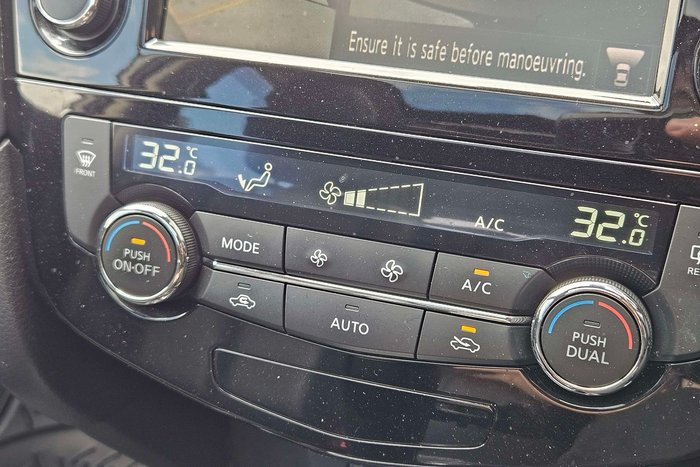 Ensure it is safe before manoeuvring.
FRONT
32.0°C
A/C
32.0°C
PUSH
ON·OFF
MODE
A/C
AUTO
PUSH
DUAL